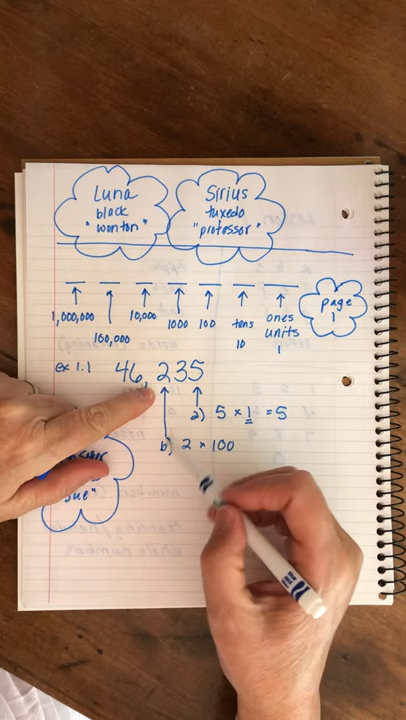 Luna
black
"wonton"
Sirius
tuxedo
"professor"
page
1
1,000,000
100,000
10,000
1000
100
tens
10
ones
units
1
ex 1.1
46,235
a) 5 × 1 = 5
b) 2 × 100
sue"